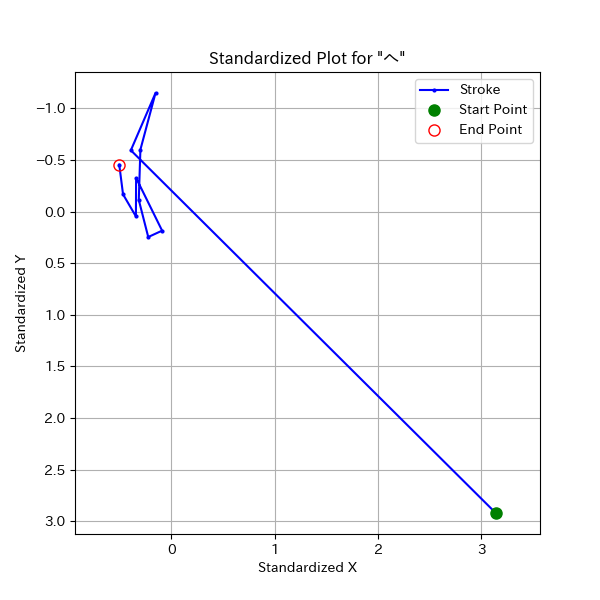 Standardized Plot for "へ"
Stroke
Start Point
End Point
−1.0
−0.5
0.0
0.5
1.0
1.5
2.0
2.5
3.0
Standardized Y
0 1 2 3
Standardized X